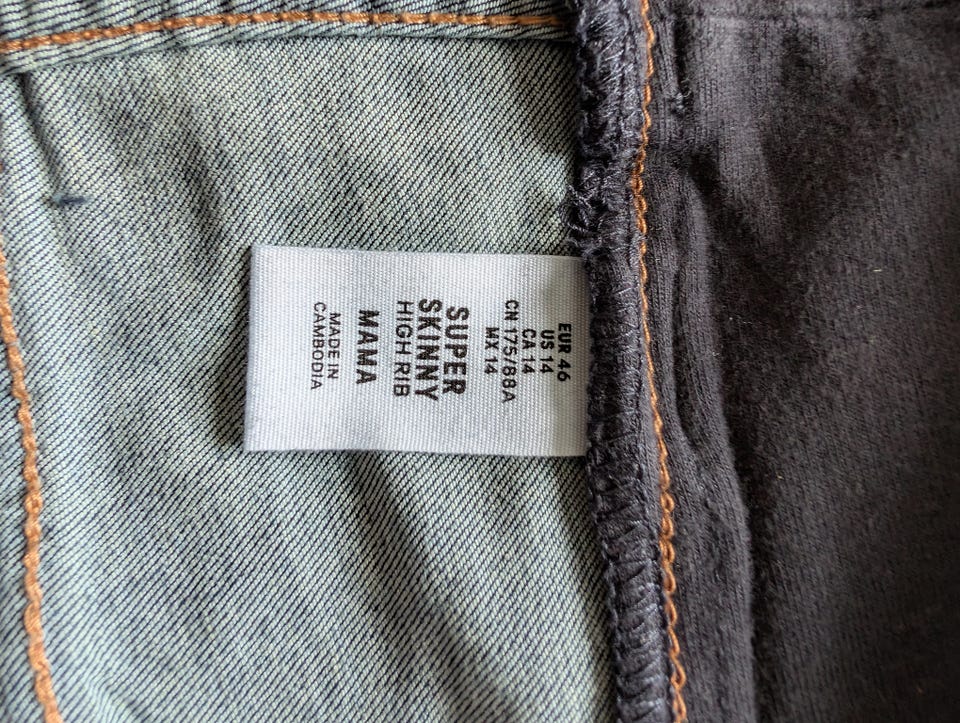 EUR 46
US 14
CA 14
CN 175/88A
MX 14
SUPER
SKINNY
HIGH RIB
MAMA
MADE IN
CAMBODIA